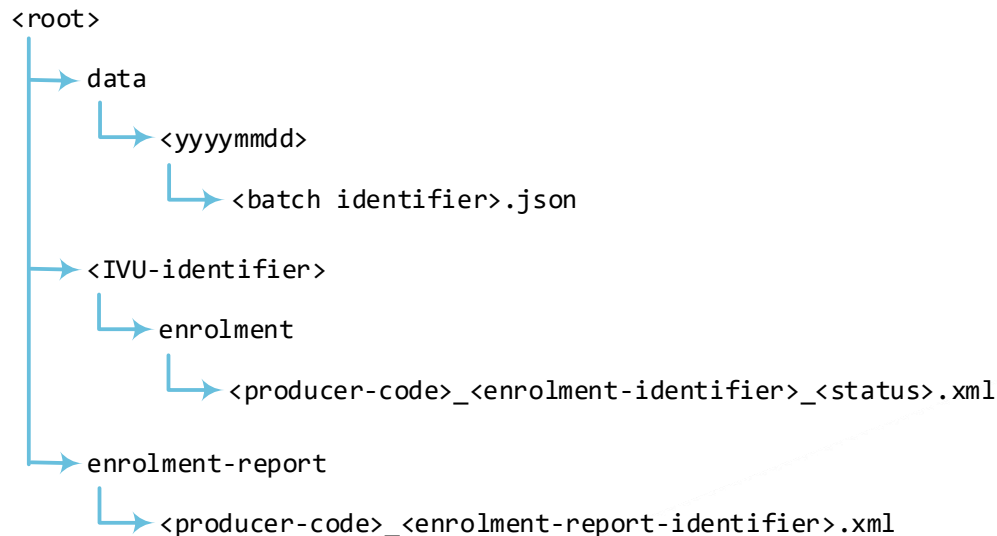 <root>
data
<yyyymmdd>
<batch identifier>.json
<IVU-identifier>
enrolment
<producer-code>_<enrolment-identifier>_<status>.xml
enrolment-report
<producer-code>_<enrolment-report-identifier>.xml